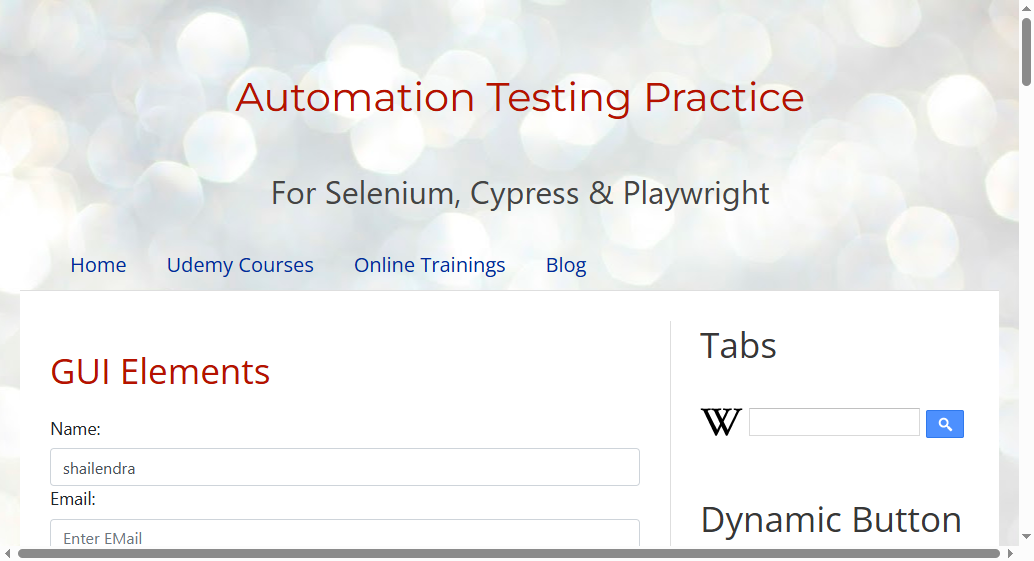 Automation Testing Practice
For Selenium, Cypress & Playwright
Home Udemy Courses Online Trainings Blog
GUI Elements
Name:
shailendra
Email:
Enter EMail
Tabs
W
Dynamic Button